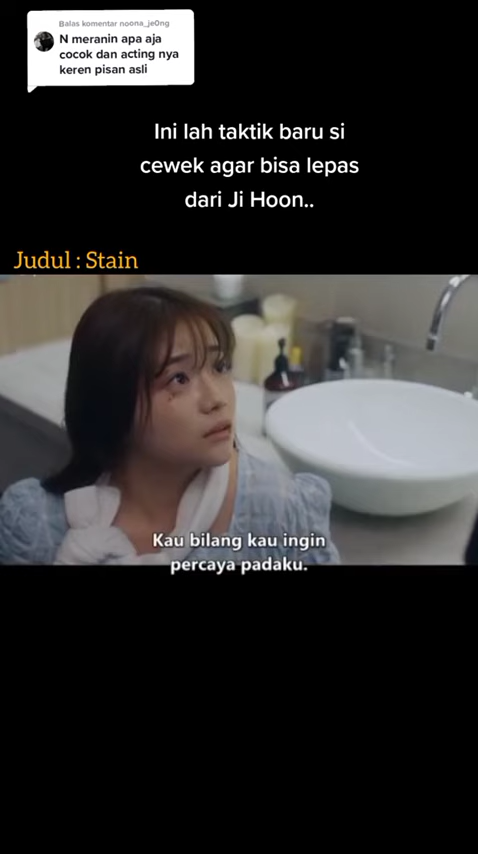 Balas komentar noona_je0ng
N meranin apa aja
cocok dan acting nya
keren pisan asli
Ini lah taktik baru si
cewek agar bisa lepas
dari Ji Hoon..
Judul : Stain
Kau bilang kau ingin
percaya padaku.